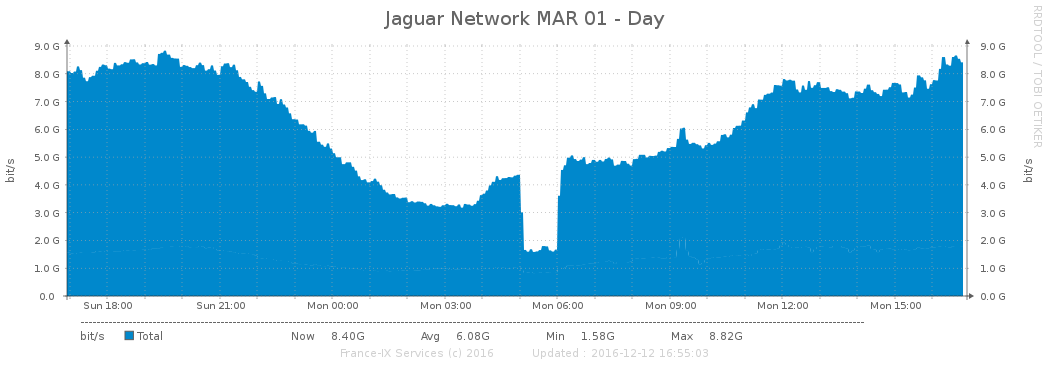 Jaguar Network MAR 01 - Day
RRDTOOL / TOBI OETIKER
bit/s
bit/s
9.0 G 9.0 G
8.0 G 8.0 G
7.0 G 7.0 G
6.0 G 6.0 G
5.0 G 5.0 G
4.0 G 4.0 G
3.0 G 3.0 G
2.0 G 2.0 G
1.0 G 1.0 G
0.0 0.0 G
Sun 18:00 Sun 21:00 Mon 00:00 Mon 03:00 Mon 06:00 Mon 09:00 Mon 12:00 Mon 15:00
bit/s Total Now 8.40G Avg 6.08G Min 1.58G Max 8.82G
France-IX Services (c) 2016 Updated : 2016-12-12 16:55:03